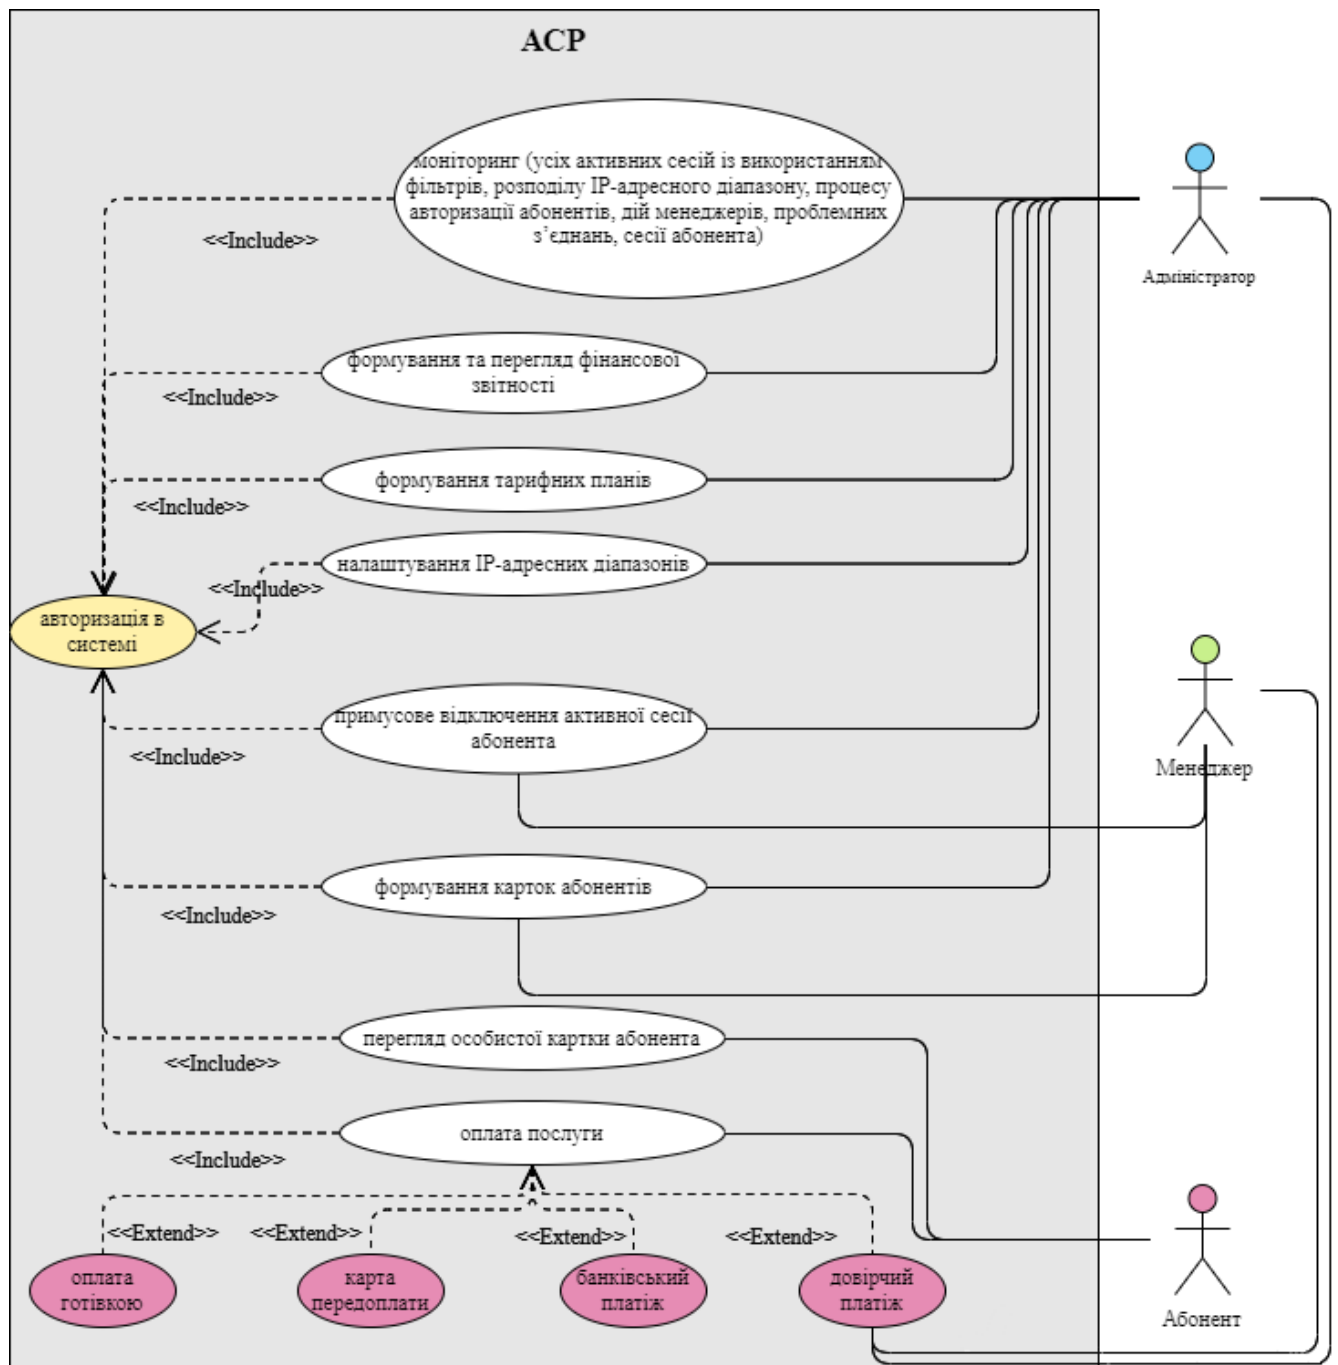 АСР
моніторинг (усіх активних сесій із використанням
фільтрів, розподілу IP-адресного діапазону, процесу
авторизації абонентів, дій менеджерів, проблемних
з’єднань, сесії абонента)
<<Include>>
Адміністратор
формування та перегляд фінансової
звітності
<<Include>>
формування тарифних планів
<<Include>>
налаштування IP-адресних діапазонів
<<Include>>
авторизація в
системі
примусове відключення активної сесії
абонента
<<Include>>
Менеджер
формування карток абонентів
<<Include>>
перегляд особистої картки абонента
<<Include>>
оплата послуги
<<Include>>
<<Extend>>
<<Extend>>
<<Extend>>
<<Extend>>
оплата
готівкою
карта
передоплати
банківський
платіж
довірчий
платіж
Абонент